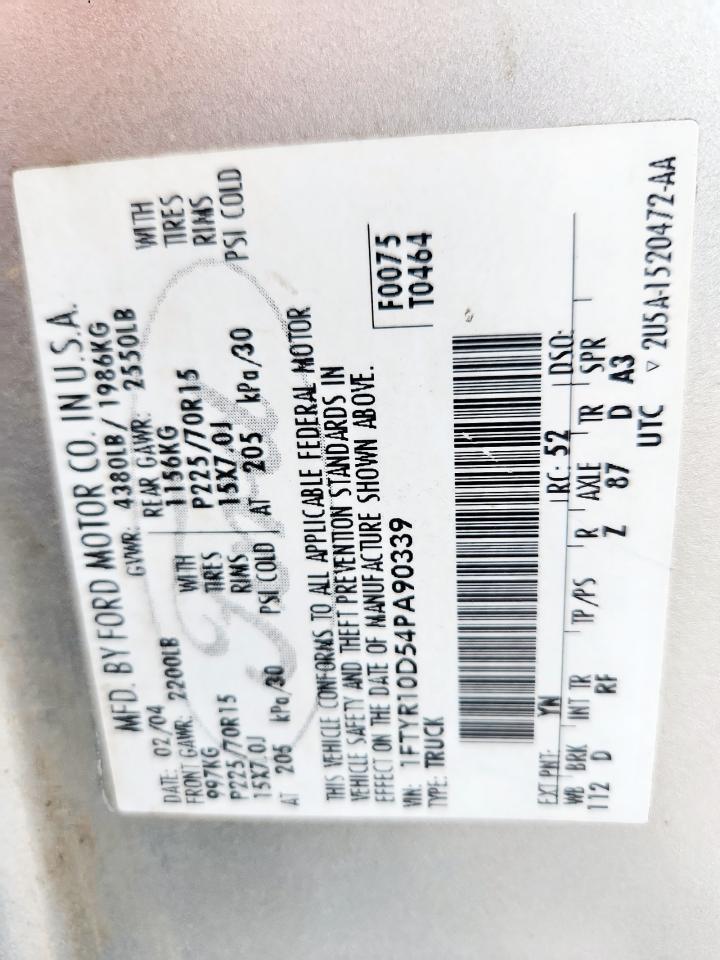 MFD. BY FORD MOTOR CO. IN U.S.A.
DATE: 02/04 GVWR: 4380LB/ 1986KG
FRONT GAWR: 2200LB REAR GAWR: 2550LB
997KG WITH 1156KG WITH
P225/70R15 TIRES P225/70R15 TIRES
15X7.0J RIMS 15X7.0J RIMS
AT 205 kPa/30 PSI COLD AT 205 kPa/30 PSI COLD
THIS VEHICLE CONFORMS TO ALL APPLICABLE FEDERAL MOTOR
VEHICLE SAFETY AND THEFT PREVENTION STANDARDS IN
EFFECT ON THE DATE OF MANUFACTURE SHOWN ABOVE.
VIN: 1FTYR10D54PA90339 F0075
TYPE: TRUCK T0464
EXT PNT: YN RC: 52 DSO:
WB BRK INT TR TP/PS R AXLE TR SPR
112 D RF Z 87 D A3
UTC ▽ 2U5A-1520472-AA
Ford